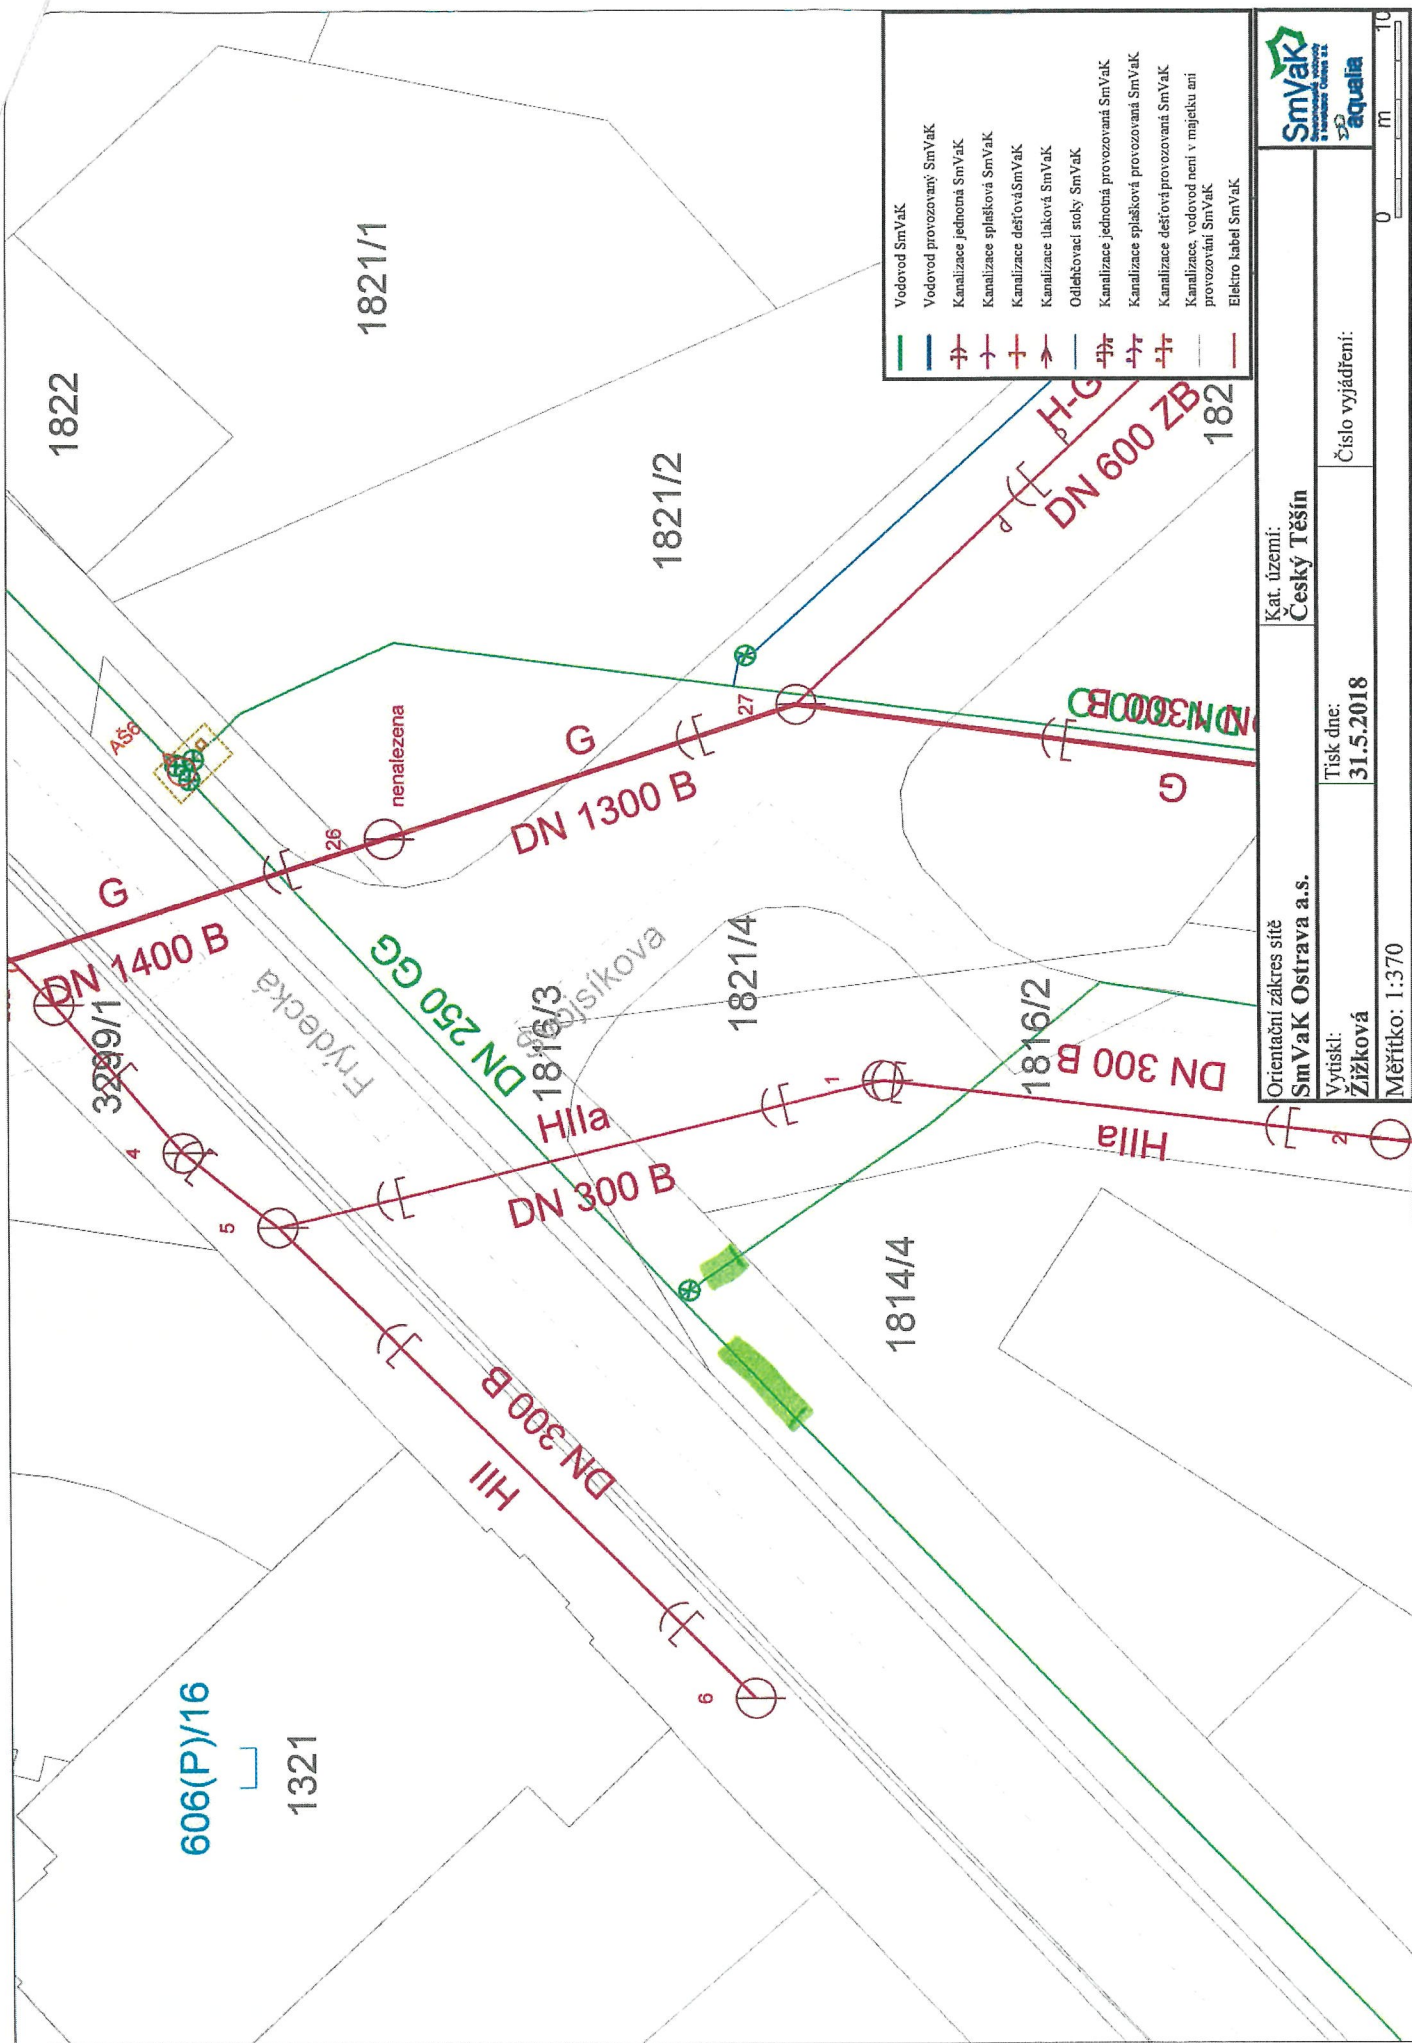 1822
1821/1
1821/2
AŠ6
nenalezena
26
27
G
G
G
DN 1400 B
DN 1300 B
H-G
DN 600 ZB
182
3299/1
Frýdecká
DN 250 GG
1816/3
1821/4
1816/2
4
5
6
1
2
HIIa
DN 300 B
HIIa
DN 300 B
HII
DN 300 B
1814/4
606(P)/16
1321
Vodovod SmVaK
Vodovod provozovaný SmVaK
Kanalizace jednotná SmVaK
Kanalizace splašková SmVaK
Kanalizace dešťováSmVaK
Kanalizace tlaková SmVaK
Odlehčovací stoky SmVaK
Kanalizace jednotná provozovaná SmVaK
Kanalizace splašková provozovaná SmVaK
Kanalizace dešťová provozovaná SmVaK
Kanalizace, vodovod není v majetku ani
provozování SmVaK
Elektro kabel SmVaK
Orientační zákres sítě
SmVaK Ostrava a.s.
Kat. území:
Český Těšín
Vytiskl:
Žižková
Tisk dne:
31.5.2018
Číslo vyjádření:
Měřítko: 1:370
0 m 10
SmVaK
aqualia